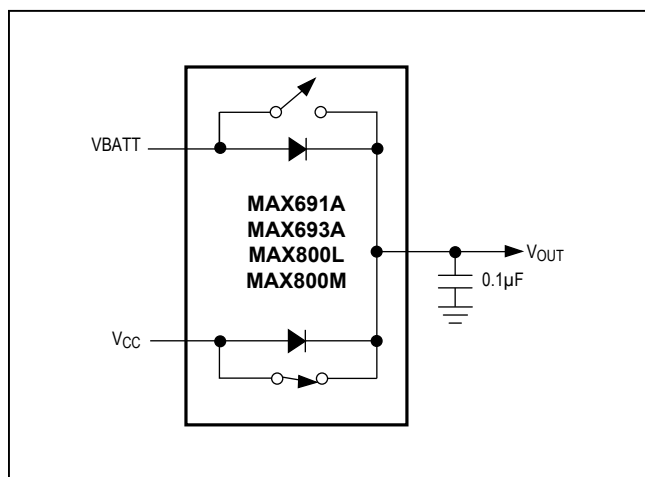 VBATT
MAX691A
MAX693A
MAX800L
MAX800M
VOUT
0.1µF
VCC